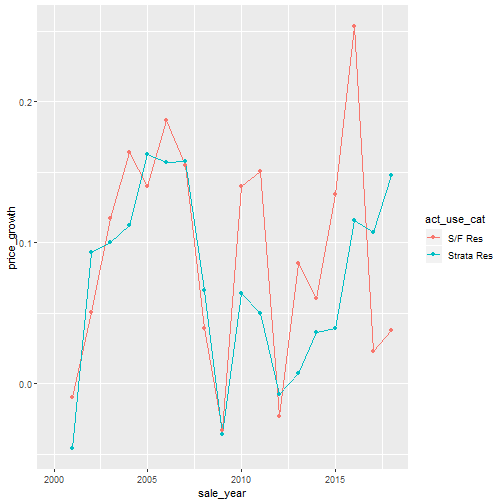 price_growth
0.2
0.1
0.0
2000
2005
2010
2015
sale_year
act_use_cat
S/F Res
Strata Res